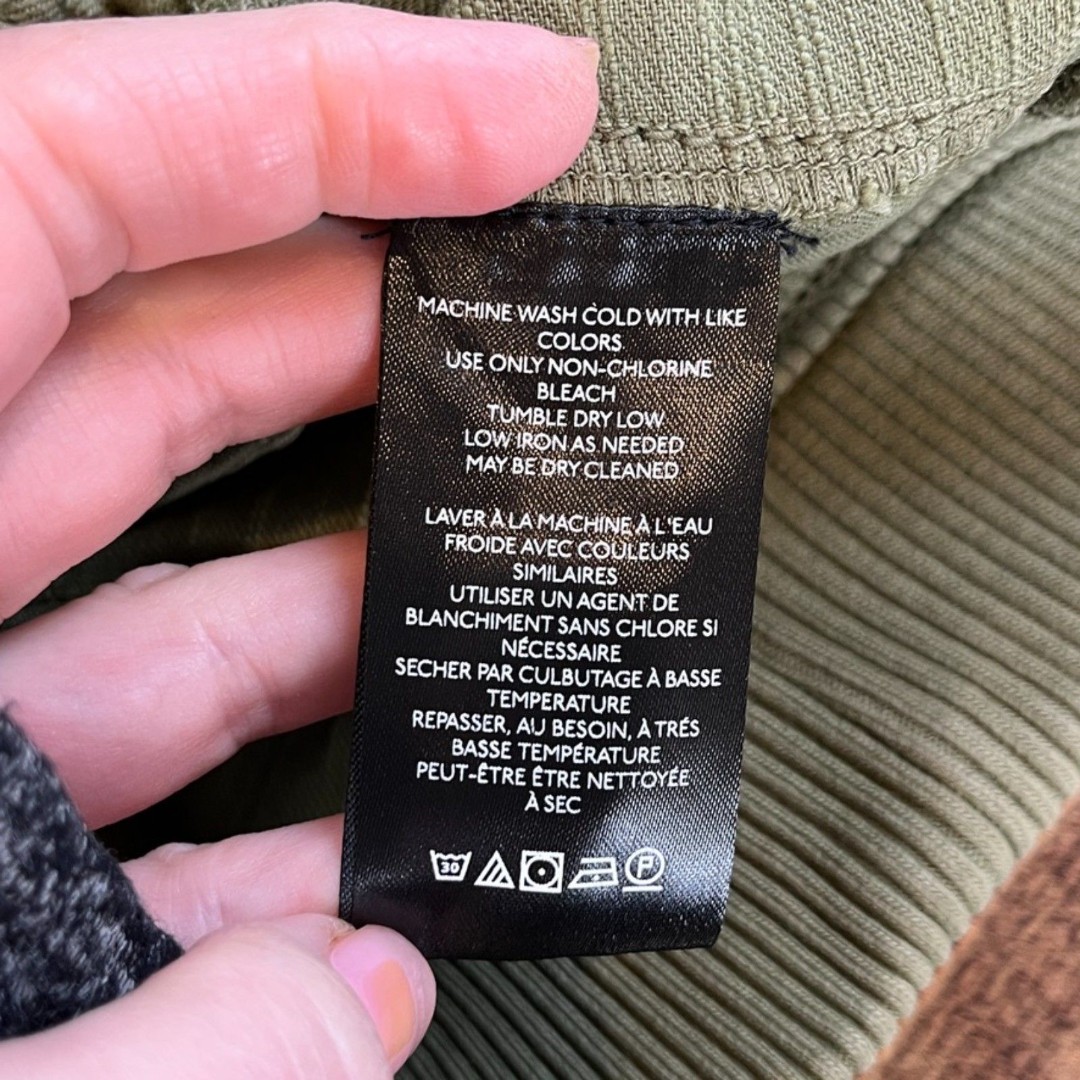 MACHINE WASH COLD WITH LIKE
COLORS
USE ONLY NON-CHLORINE
BLEACH
TUMBLE DRY LOW
LOW IRON AS NEEDED
MAY BE DRY CLEANED
LAVER À LA MACHINE À L'EAU
FROIDE AVEC COULEURS
SIMILAIRES
UTILISER UN AGENT DE
BLANCHIMENT SANS CHLORE SI
NÉCESSAIRE
SECHER PAR CULBUTAGE À BASSE
TEMPERATURE
REPASSER, AU BESOIN, À TRÉS
BASSE TEMPÉRATURE
PEUT-ÊTRE ÊTRE NETTOYÉE
À SEC
30 P